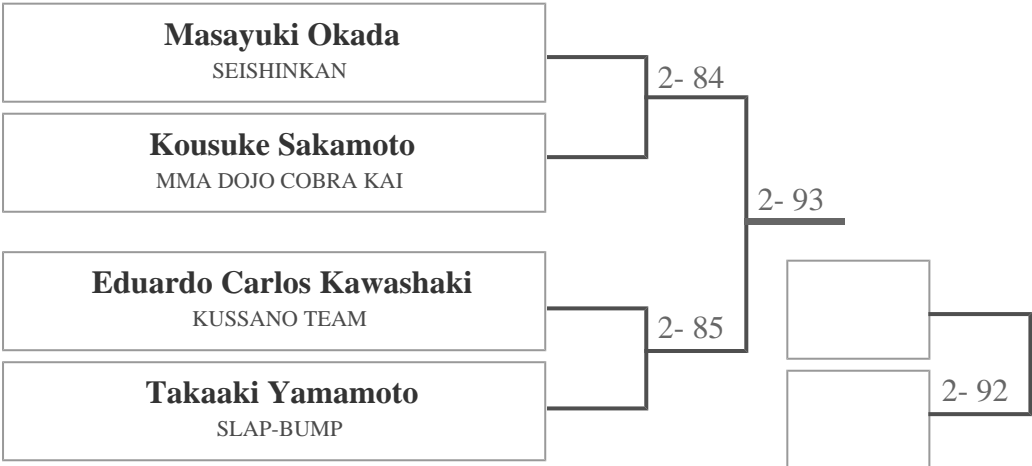 Masayuki Okada
SEISHINKAN
2- 84
Kousuke Sakamoto
MMA DOJO COBRA KAI
2- 93
Eduardo Carlos Kawashaki
KUSSANO TEAM
2- 85
Takaaki Yamamoto
SLAP-BUMP
2- 92